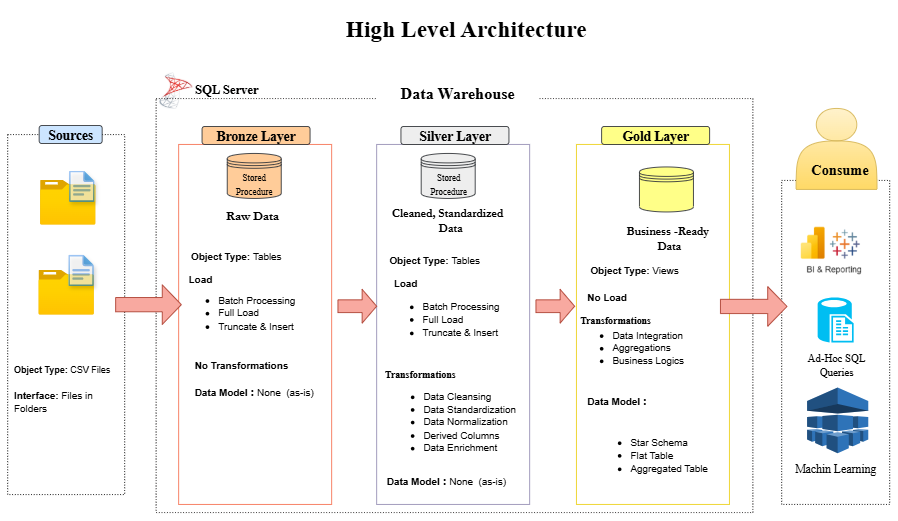 High Level Architecture
SQL Server
Data Warehouse
Sources
Object Type: CSV Files
Interface: Files in
Folders
Bronze Layer
Stored
Procedure
Raw Data
Object Type: Tables
Load
Batch Processing
Full Load
Truncate & Insert
No Transformations
Data Model : None (as-is)
Silver Layer
Stored
Procedure
Cleaned, Standardized
Data
Object Type: Tables
Load
Batch Processing
Full Load
Truncate & Insert
Transformations
Data Cleansing
Data Standardization
Data Normalization
Derived Columns
Data Enrichment
Data Model : None (as-is)
Gold Layer
Business -Ready
Data
Object Type: Views
No Load
Transformations
Data Integration
Aggregations
Business Logics
Data Model :
Star Schema
Flat Table
Aggregated Table
Consume
BI & Reporting
Ad-Hoc SQL
Queries
Machin Learning